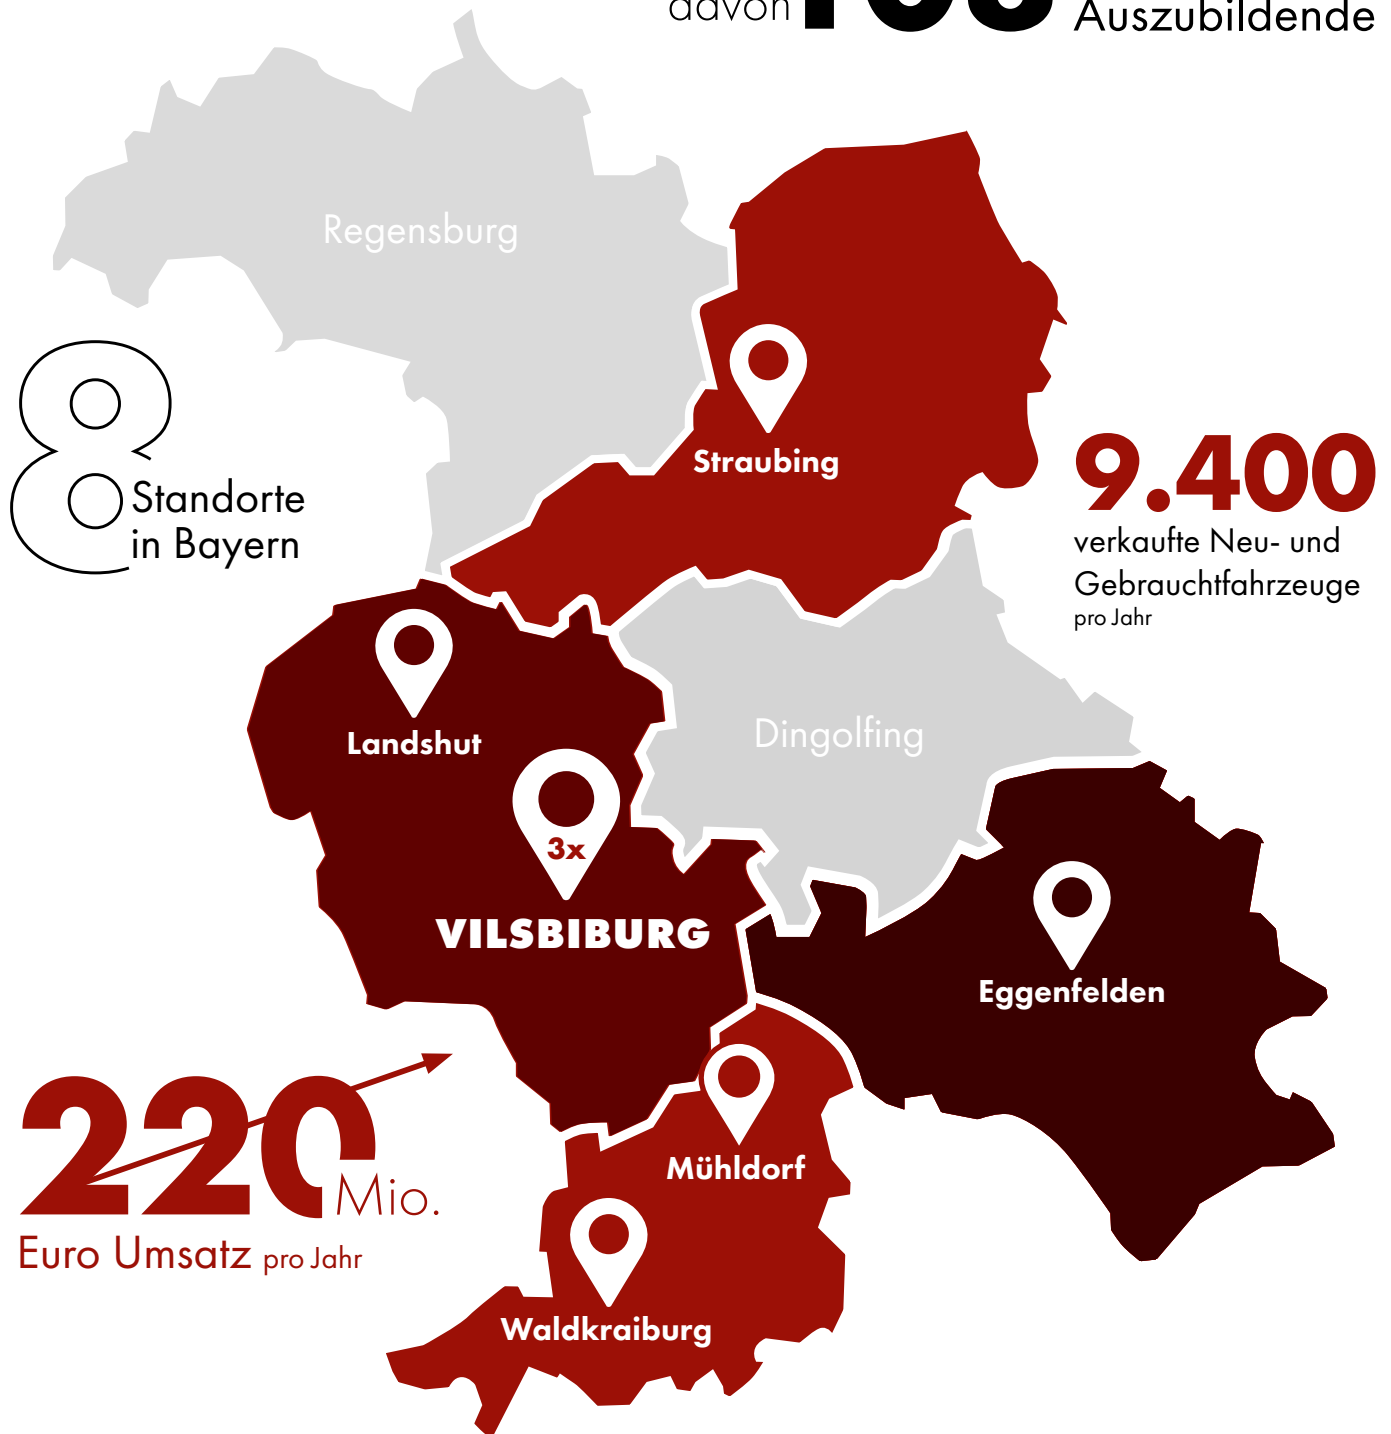 davon
Auszubildende
Regensburg
Straubing
8
Standorte
in Bayern
9.400
verkaufte Neu- und
Gebrauchtfahrzeuge
pro Jahr
Landshut
Dingolfing
3x
VILSBIBURG
Eggenfelden
220 Mio.
Euro Umsatz pro Jahr
Mühldorf
Waldkraiburg